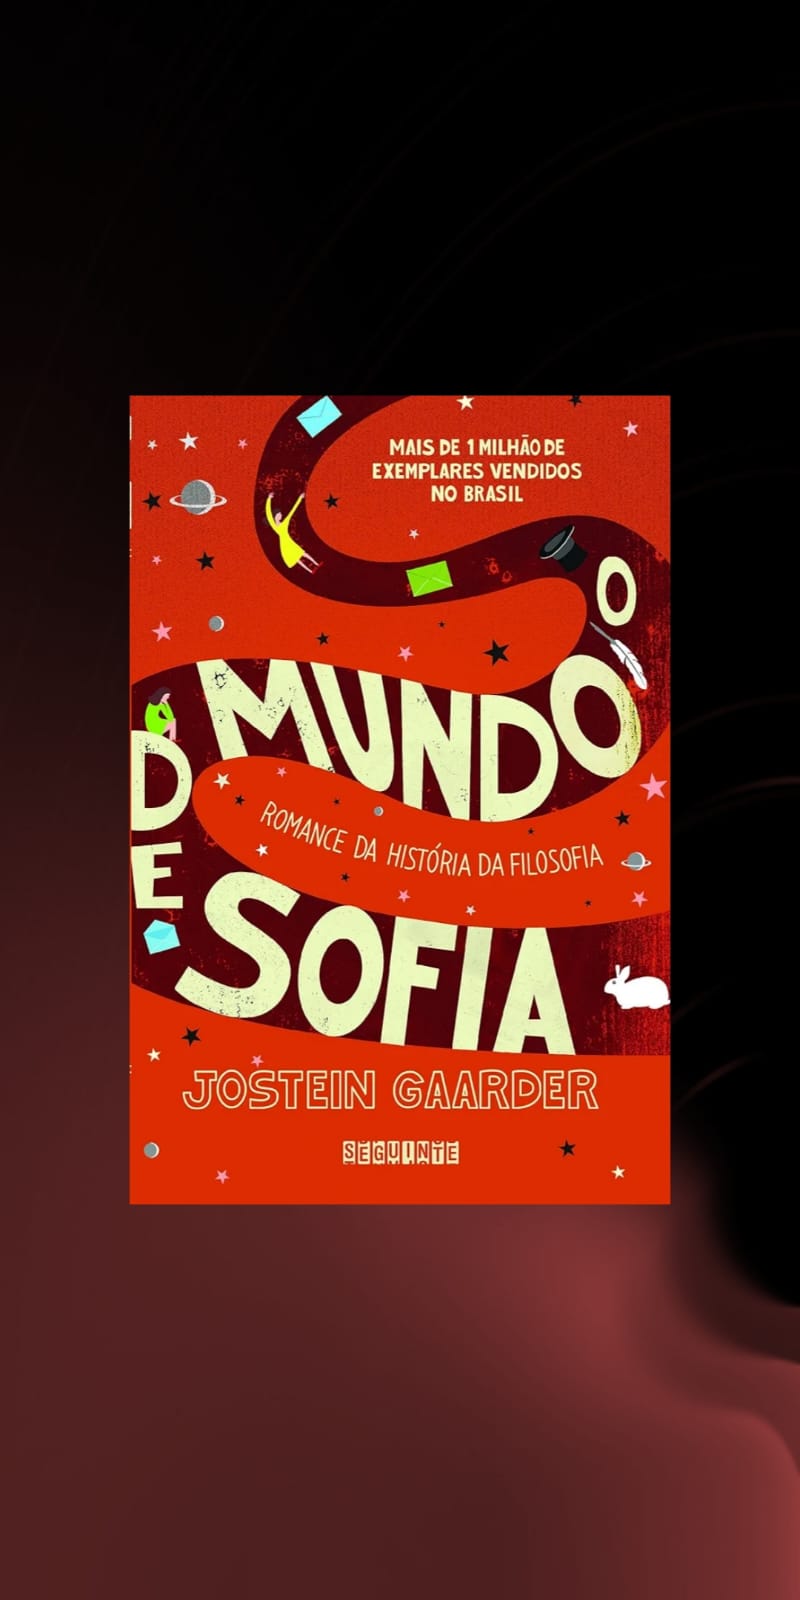 MAIS DE 1 MILHÃO DE
EXEMPLARES VENDIDOS
NO BRASIL
O
MUNDO
DE
ROMANCE DA HISTÓRIA DA FILOSOFIA
SOFIA
JOSTEIN GAARDER
SEGUINTE